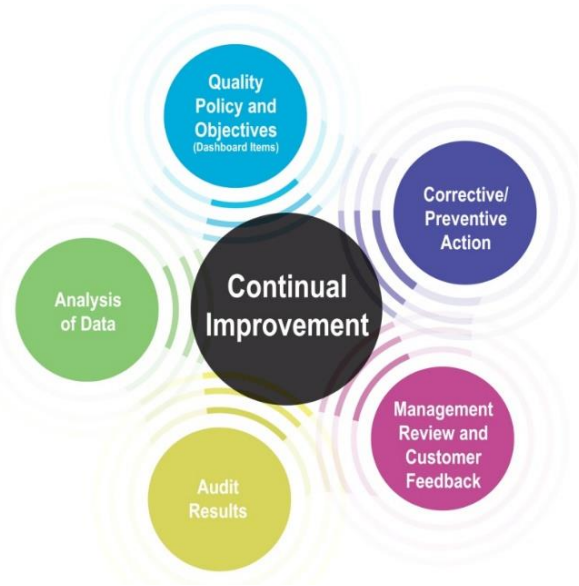 Quality
Policy and
Objectives
(Dashboard Items)
Corrective/
Preventive
Action
Continual
Improvement
Analysis
of Data
Management
Review and
Customer
Feedback
Audit
Results